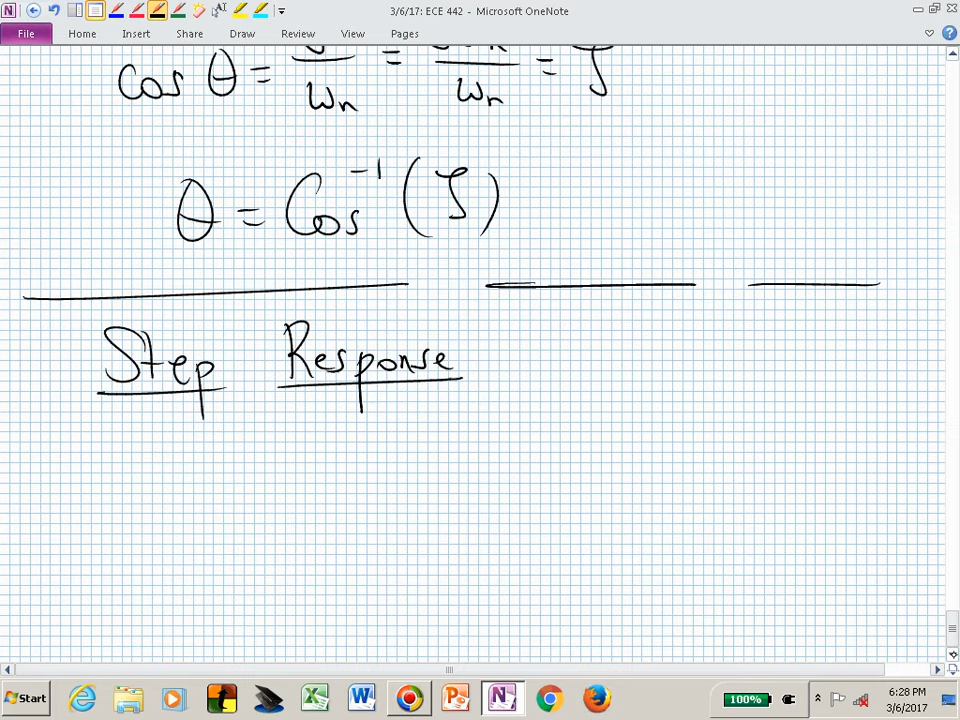 3/6/17: ECE 442 - Microsoft OneNote
File Home Insert Share Draw Review Pages
cos θ = = =
ωn ωn
θ = Cos⁻¹ (ζ)
Step Response
Start
100%
6:28 PM
3/6/2017